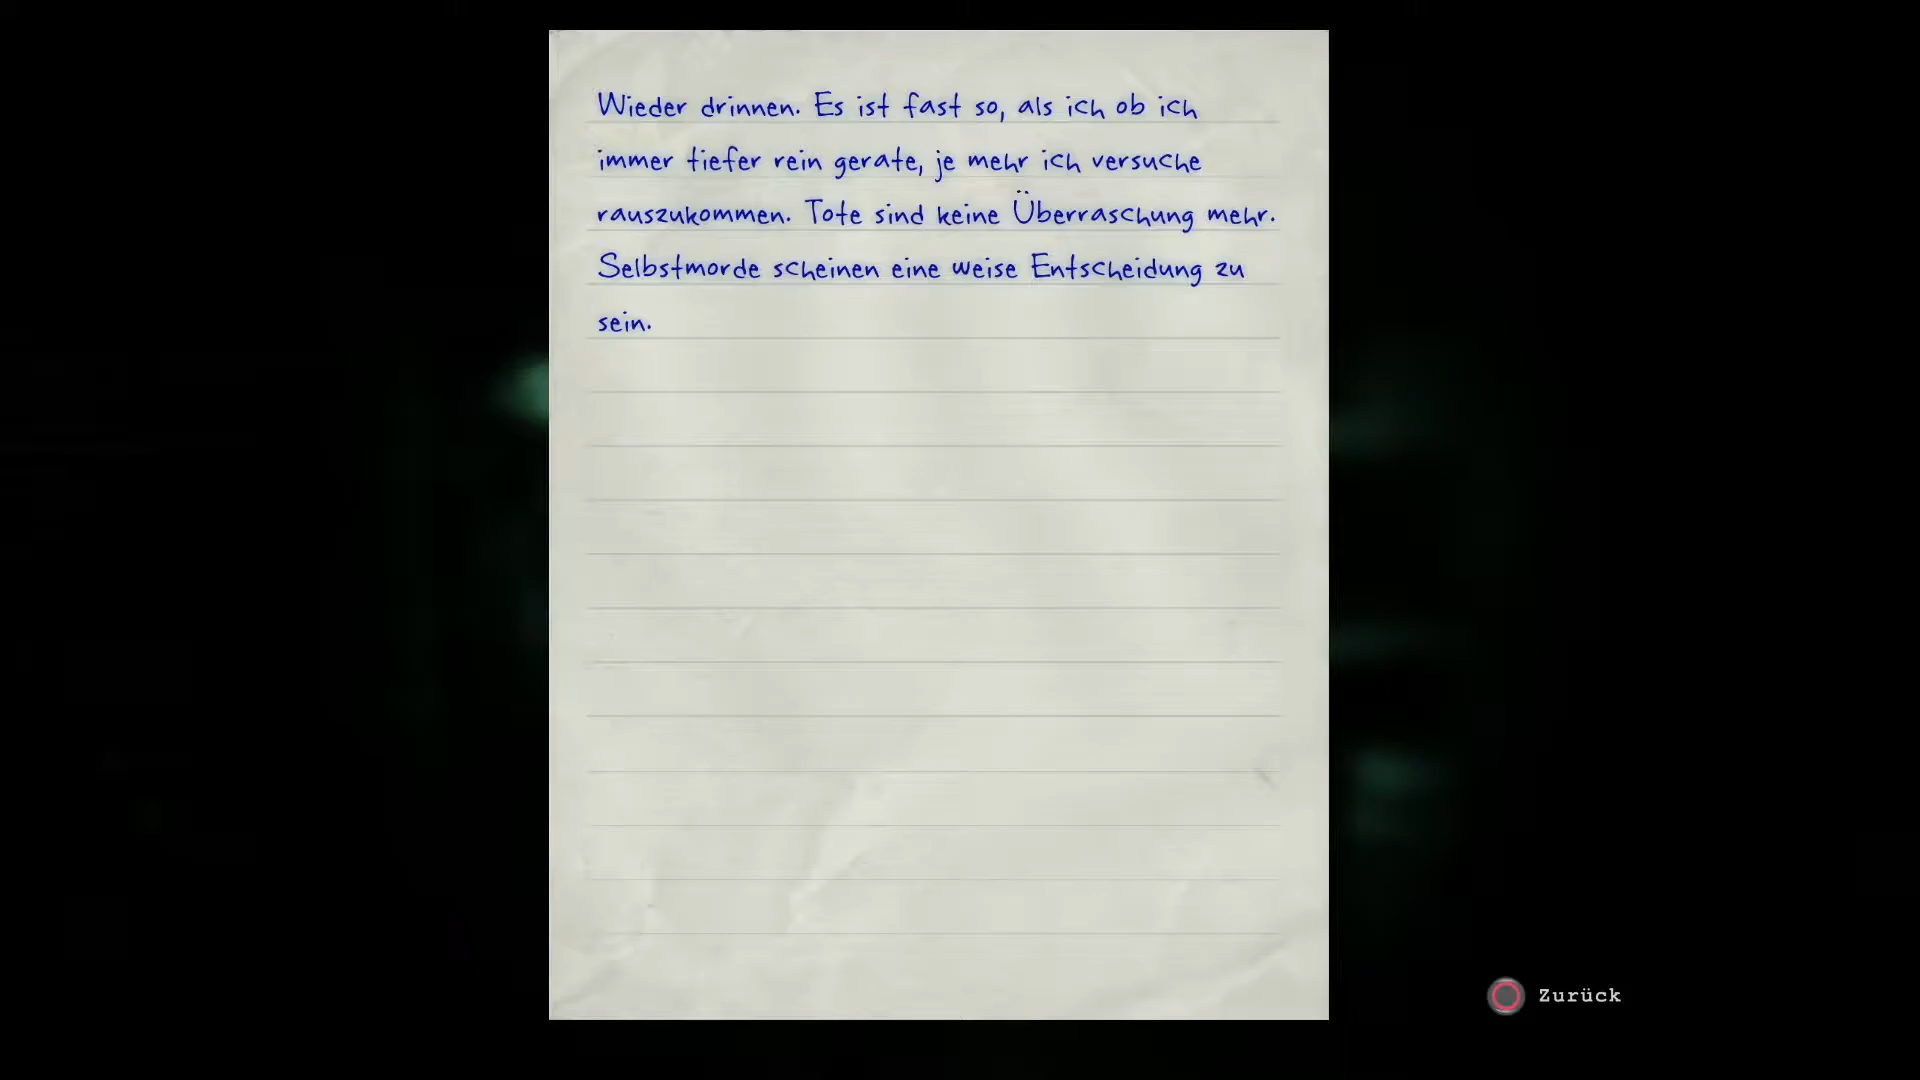 Wieder drinnen. Es ist fast so, als ich ob ich
immer tiefer rein gerate, je mehr ich versuche
rauszukommen. Tote sind keine Überraschung mehr.
Selbstmorde scheinen eine weise Entscheidung zu
sein.
Zurück